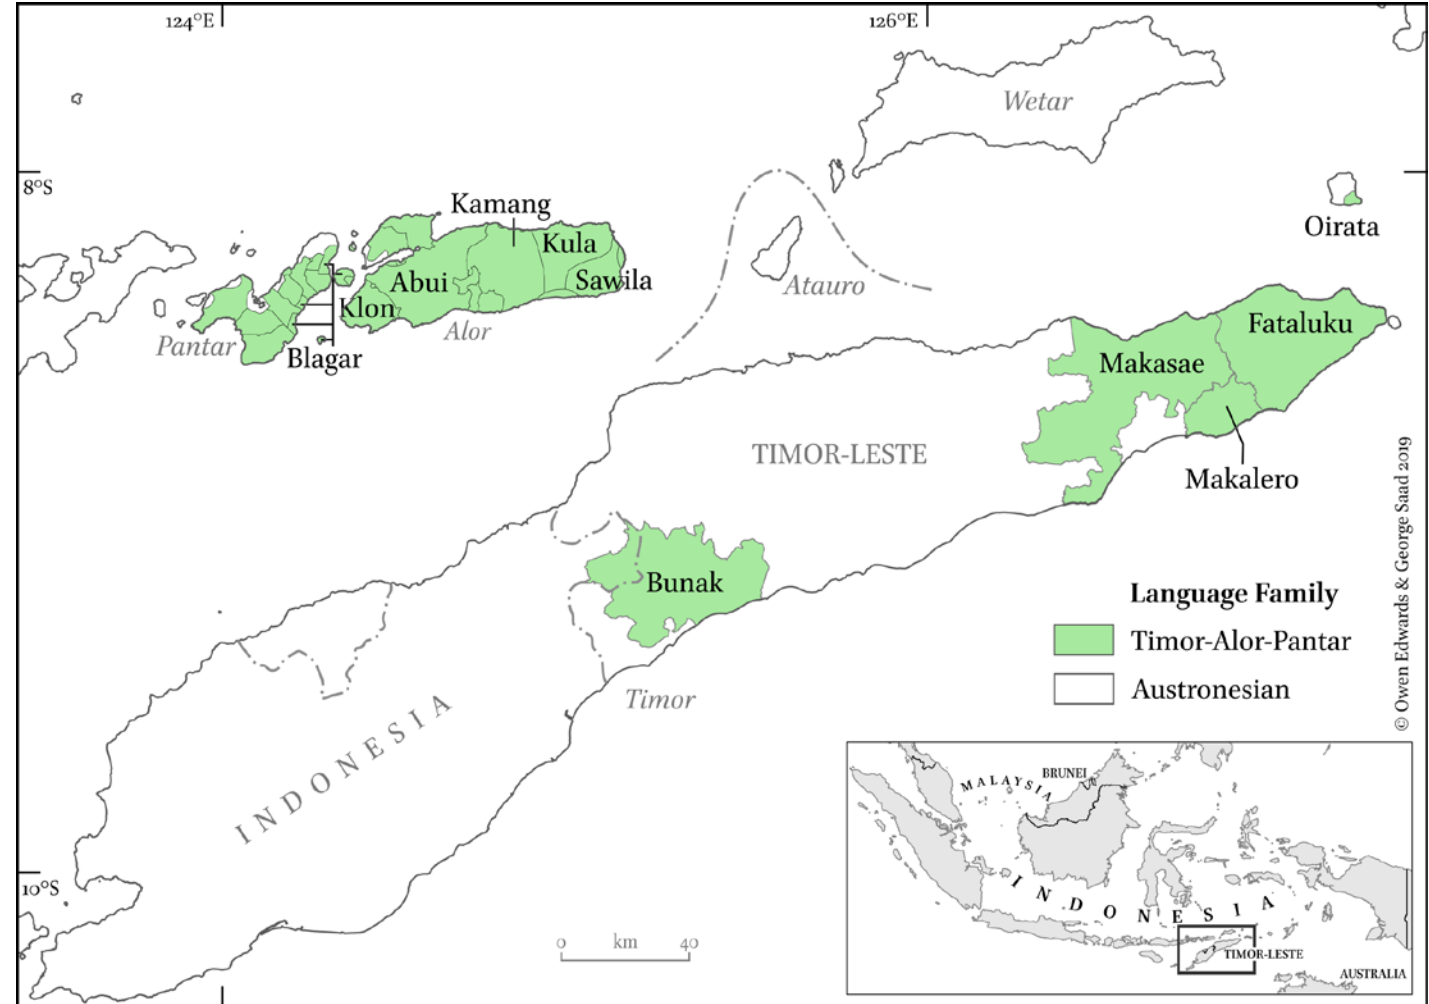 124°E
126°E
Wetar
8°S
Kamang
Oirata
Kula
Abui
Sawila
Atauro
Klon
Alor
Pantar
Blagar
Fataluku
Makasae
TIMOR-LESTE
Makalero
Bunak
Language Family
Timor-Alor-Pantar
Austronesian
© Owen Edwards & George Saad 2019
Timor
INDONESIA
10°S
0 km 40
MALAYSIA
BRUNEI
INDONESIA
TIMOR-LESTE
AUSTRALIA